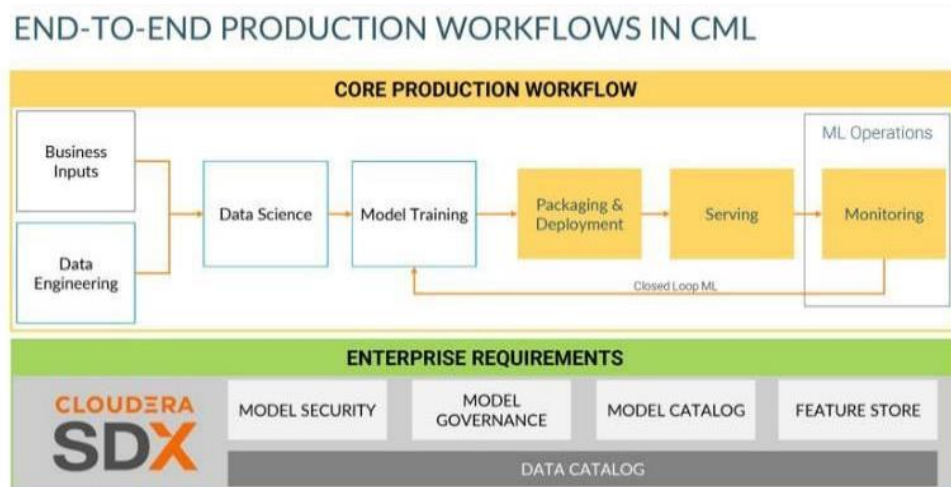 END-TO-END PRODUCTION WORKFLOWS IN CML
CORE PRODUCTION WORKFLOW
ML Operations
Business
Inputs
Data
Engineering
Data Science
Model Training
Packaging &
Deployment
Serving
Monitoring
Closed Loop ML
ENTERPRISE REQUIREMENTS
CLOUDERA
SDX
MODEL SECURITY
MODEL
GOVERNANCE
MODEL CATALOG
FEATURE STORE
DATA CATALOG